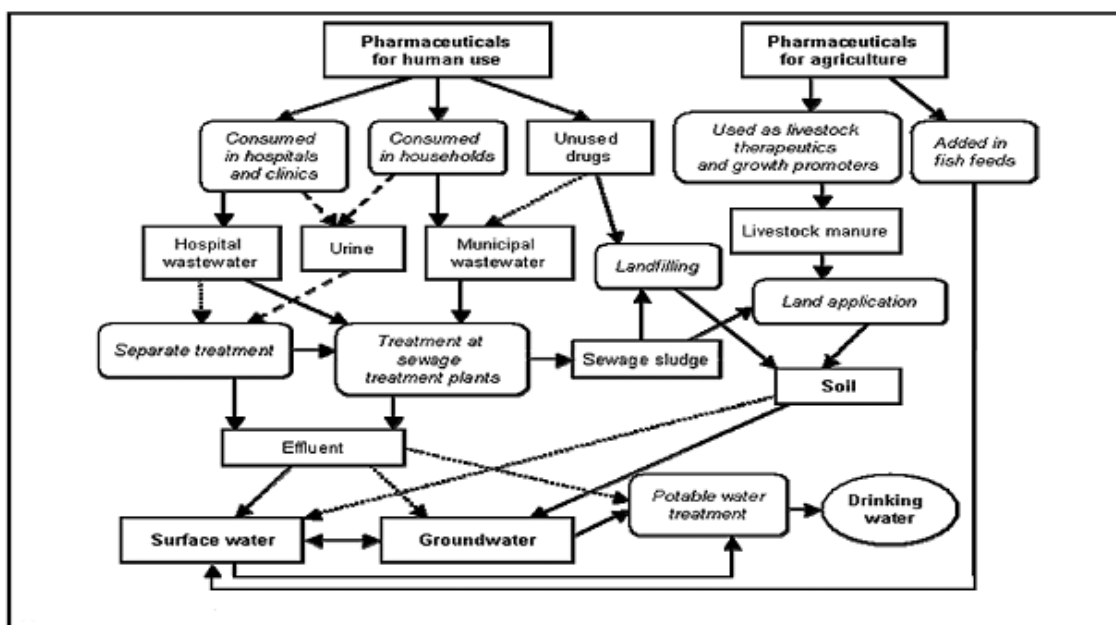 Pharmaceuticals
for human use
Pharmaceuticals
for agriculture
Consumed
in hospitals
and clinics
Consumed
in households
Unused
drugs
Used as livestock
therapeutics
and growth promoters
Added in
fish feeds
Hospital
wastewater
Urine
Municipal
wastewater
Livestock manure
Landfilling
Land application
Separate treatment
Treatment at
sewage
treatment plants
Sewage sludge
Soil
Effluent
Potable water
treatment
Drinking
water
Surface water
Groundwater